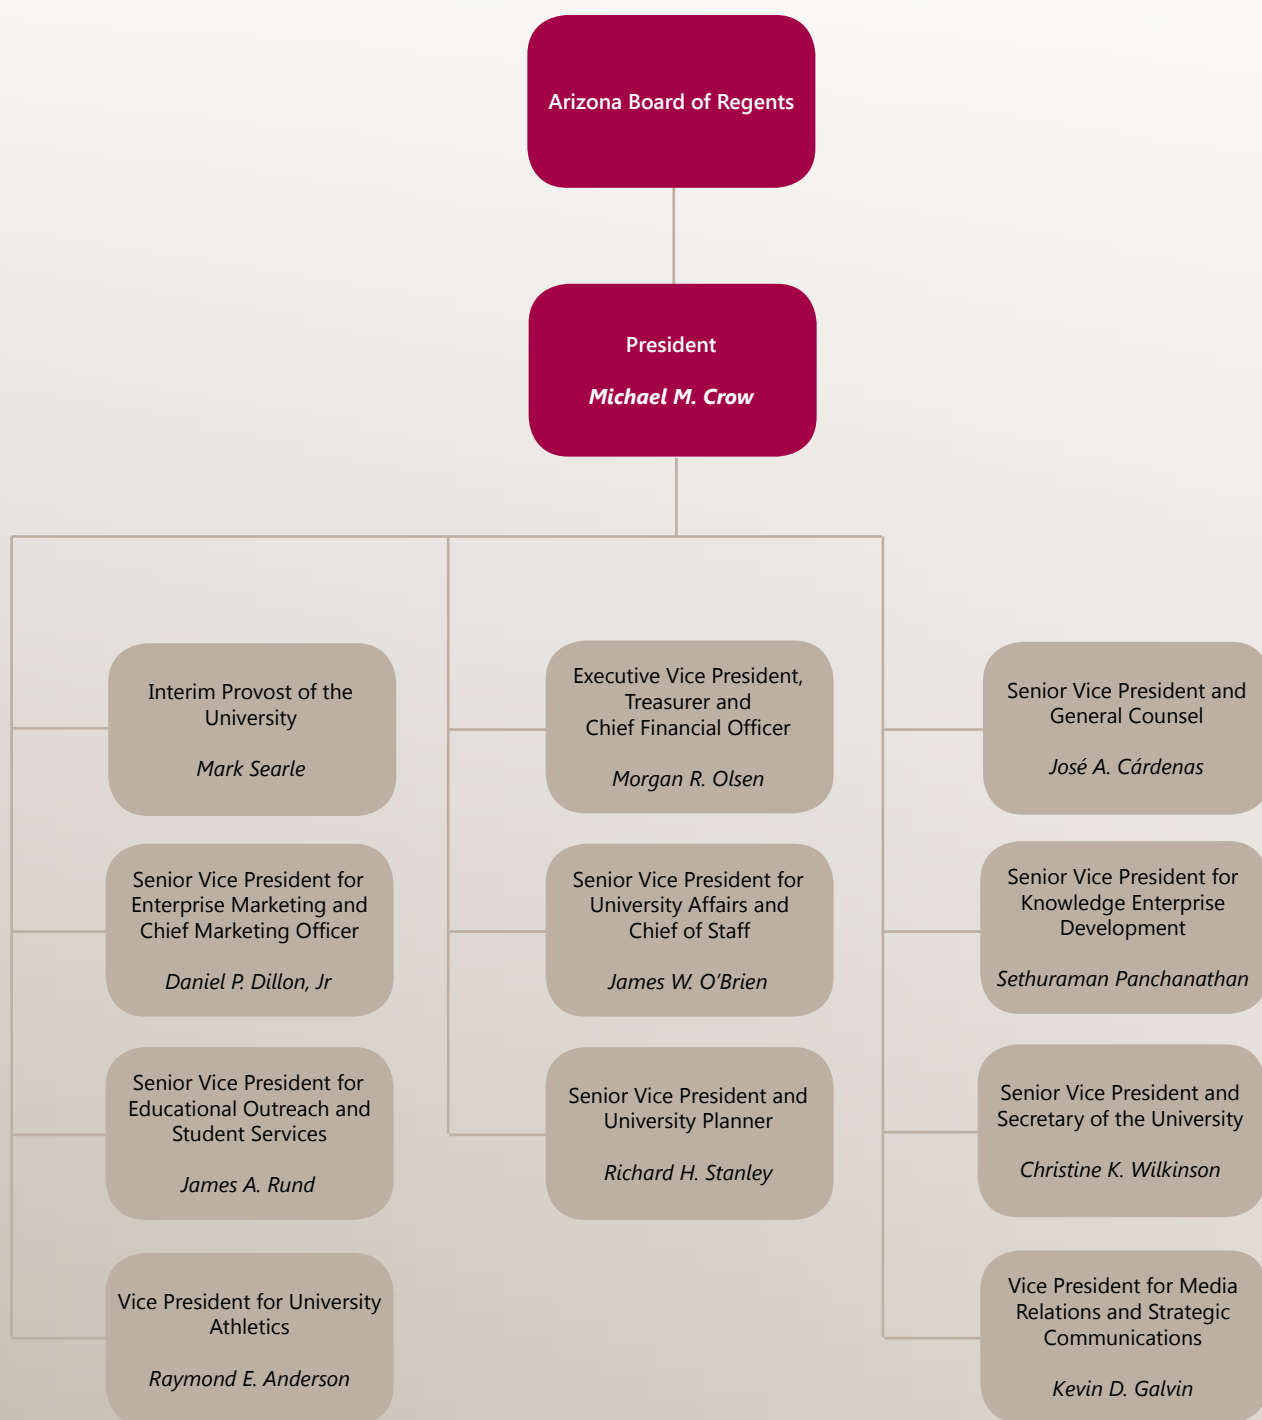 Arizona Board of Regents
President
Michael M. Crow
Interim Provost of the
University
Mark Searle
Executive Vice President,
Treasurer and
Chief Financial Officer
Morgan R. Olsen
Senior Vice President and
General Counsel
José A. Cárdenas
Senior Vice President for
Enterprise Marketing and
Chief Marketing Officer
Daniel P. Dillon, Jr
Senior Vice President for
University Affairs and
Chief of Staff
James W. O’Brien
Senior Vice President for
Knowledge Enterprise
Development
Sethuraman Panchanathan
Senior Vice President for
Educational Outreach and
Student Services
James A. Rund
Senior Vice President and
University Planner
Richard H. Stanley
Senior Vice President and
Secretary of the University
Christine K. Wilkinson
Vice President for University
Athletics
Raymond E. Anderson
Vice President for Media
Relations and Strategic
Communications
Kevin D. Galvin